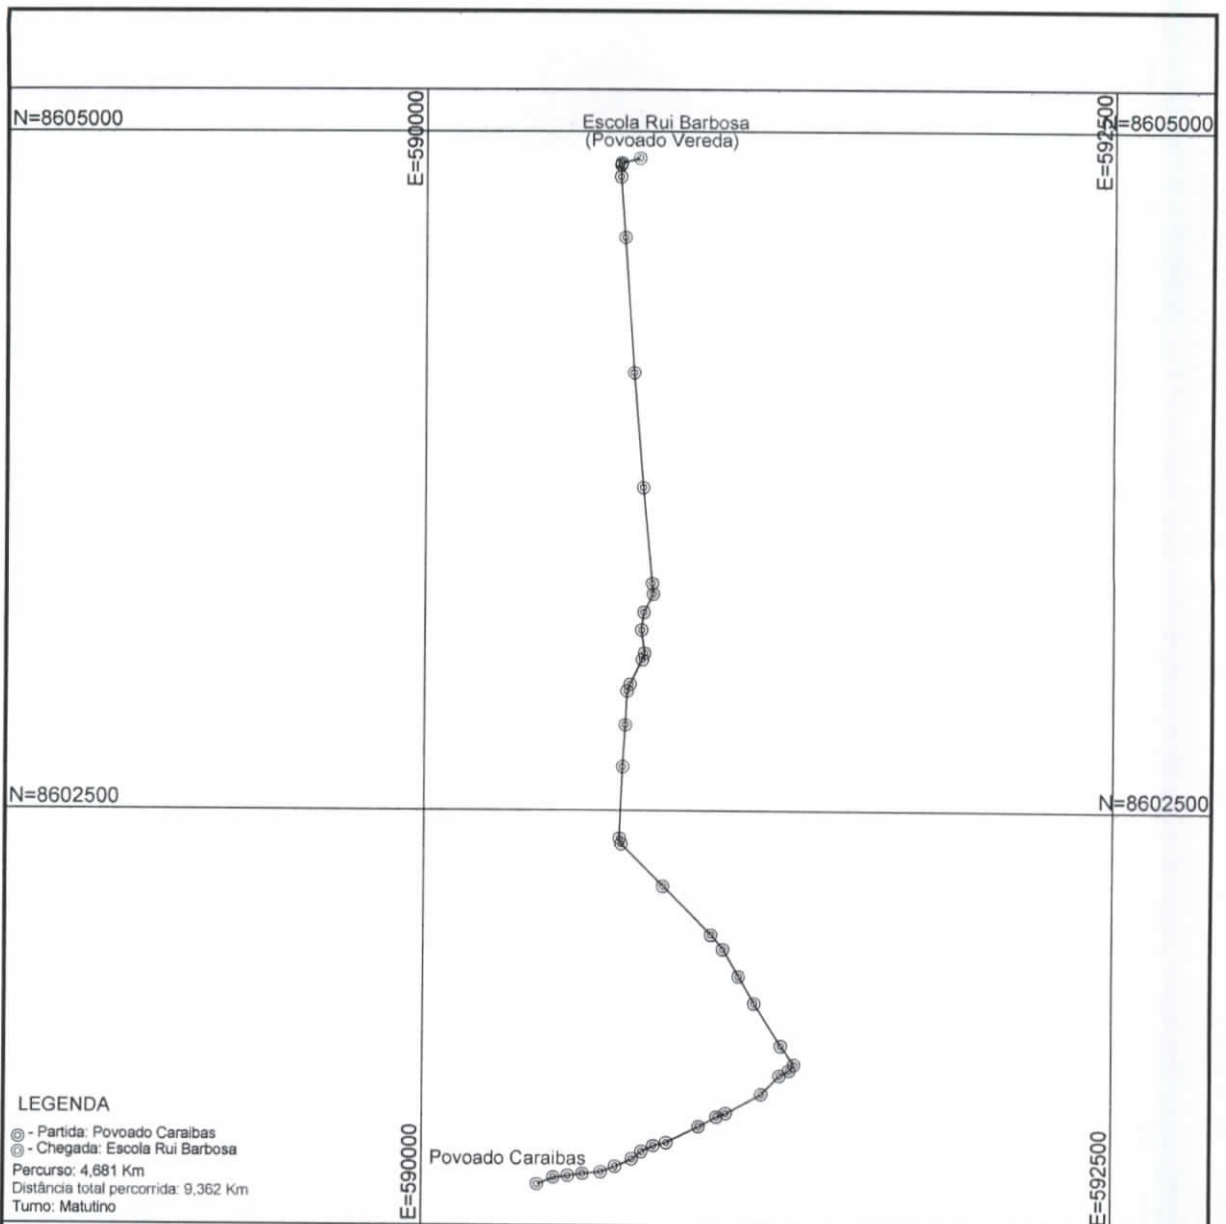 N=8605000
E=590000
Escola Rui Barbosa
(Povoado Vereda)
E=592500
N=8605000
N=8602500
N=8602500
LEGENDA
- Partida: Povoado Caraibas
- Chegada: Escola Rui Barbosa
Percurso: 4,681 Km
Distância total percorrida: 9,362 Km
Turno: Matutino
E=590000
Povoado Caraibas
E=592500